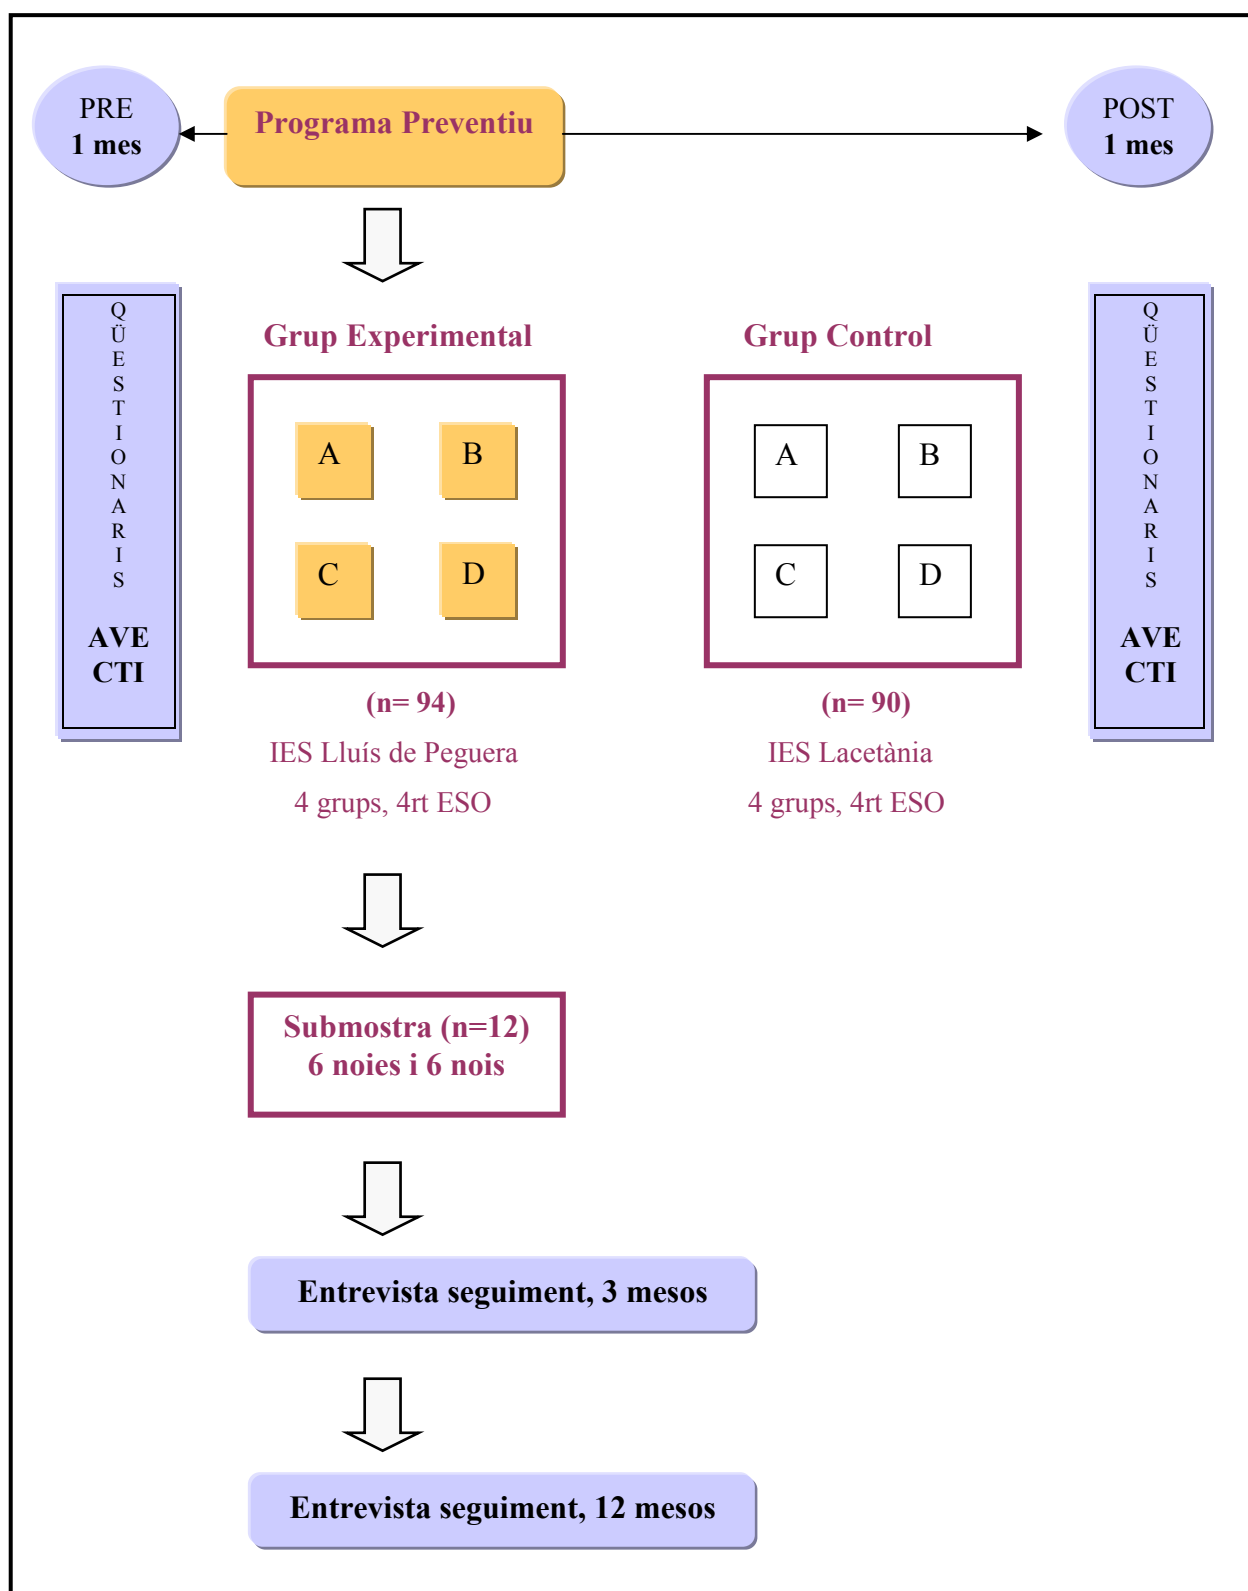 PRE
1 mes
Programa Preventiu
POST
1 mes
QÜESTIONARIS
AVE
CTI
Grup Experimental
A B
C D
(n= 94)
IES Lluís de Peguera
4 grups, 4rt ESO
Grup Control
A B
C D
(n= 90)
IES Lacetània
4 grups, 4rt ESO
QÜESTIONARIS
AVE
CTI
Submostra (n=12)
6 noies i 6 nois
Entrevista seguiment, 3 mesos
Entrevista seguiment, 12 mesos